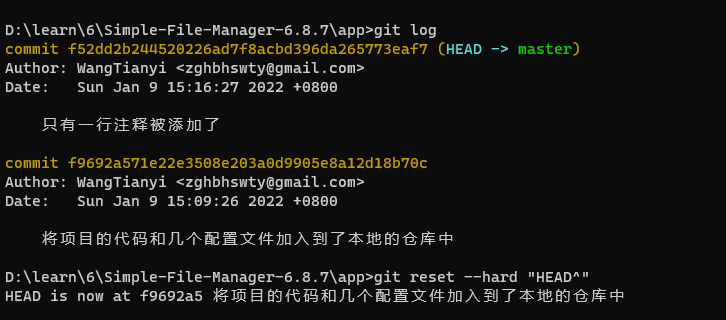 D:\learn\6\Simple-File-Manager-6.8.7\app>git log
commit f52dd2b244520226ad7f8acbd396da265773eaf7 (HEAD -> master)
Author: WangTianyi <zghbhswty@gmail.com>
Date:   Sun Jan 9 15:16:27 2022 +0800
只有一行注释被添加了
commit f9692a571e22e3508e203a0d9905e8a12d18b70c
Author: WangTianyi <zghbhswty@gmail.com>
Date:   Sun Jan 9 15:09:26 2022 +0800
将项目的代码和几个配置文件加入到了本地的仓库中
D:\learn\6\Simple-File-Manager-6.8.7\app>git reset --hard "HEAD^"
HEAD is now at f9692a5 将项目的代码和几个配置文件加入到了本地的仓库中